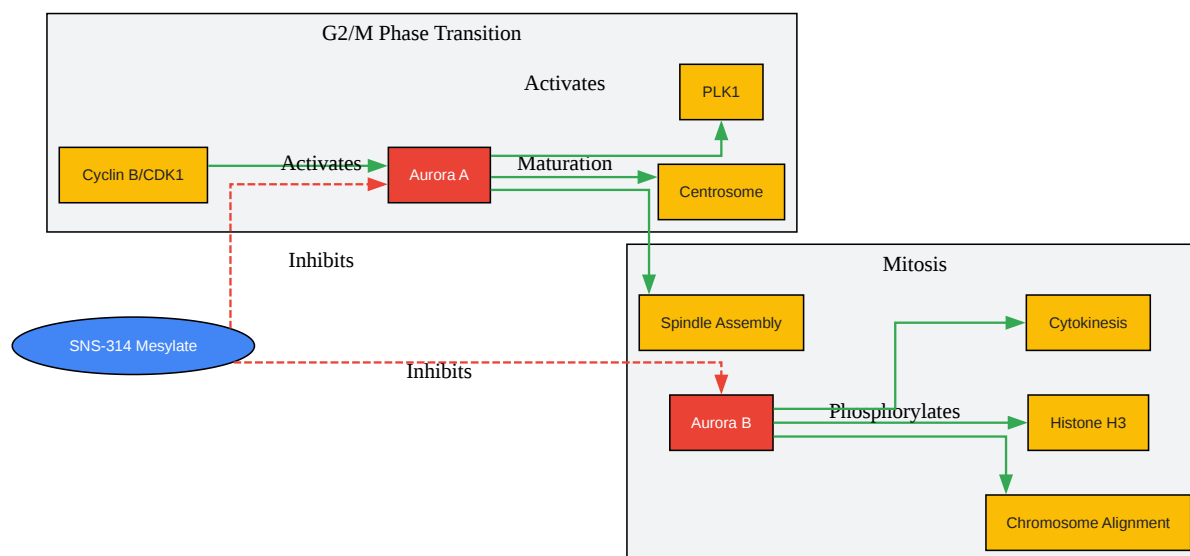 G2/M Phase Transition
Activates
PLK1
Cyclin B/CDK1
Activates
Aurora A
Maturation
Centrosome
Inhibits
Mitosis
SNS-314 Mesylate
Spindle Assembly
Cytokinesis
Inhibits
Aurora B
Phosphorylates
Histone H3
Chromosome Alignment